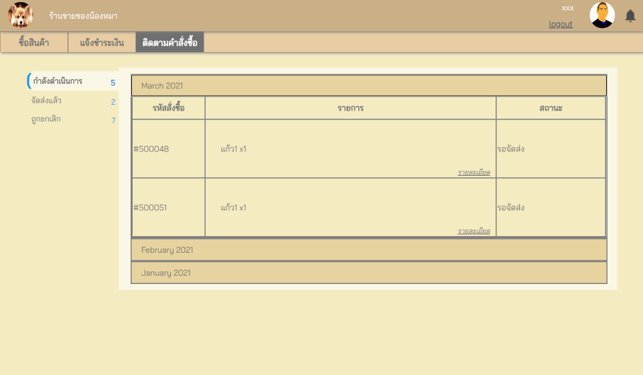 ร้านขายของน้องหมา
xxx
logout
ซื้อสินค้า
แจ้งชำระเงิน
ติดตามคำสั่งซื้อ
กำลังดำเนินการ 5
จัดส่งแล้ว 2
ถูกยกเลิก 7
March 2021
รหัสสั่งซื้อ รายการ สถานะ
#S00048 แก้ว1 x1 รอจัดส่ง
รายละเอียด
#S00051 แก้ว1 x1 รอจัดส่ง
รายละเอียด
February 2021
January 2021